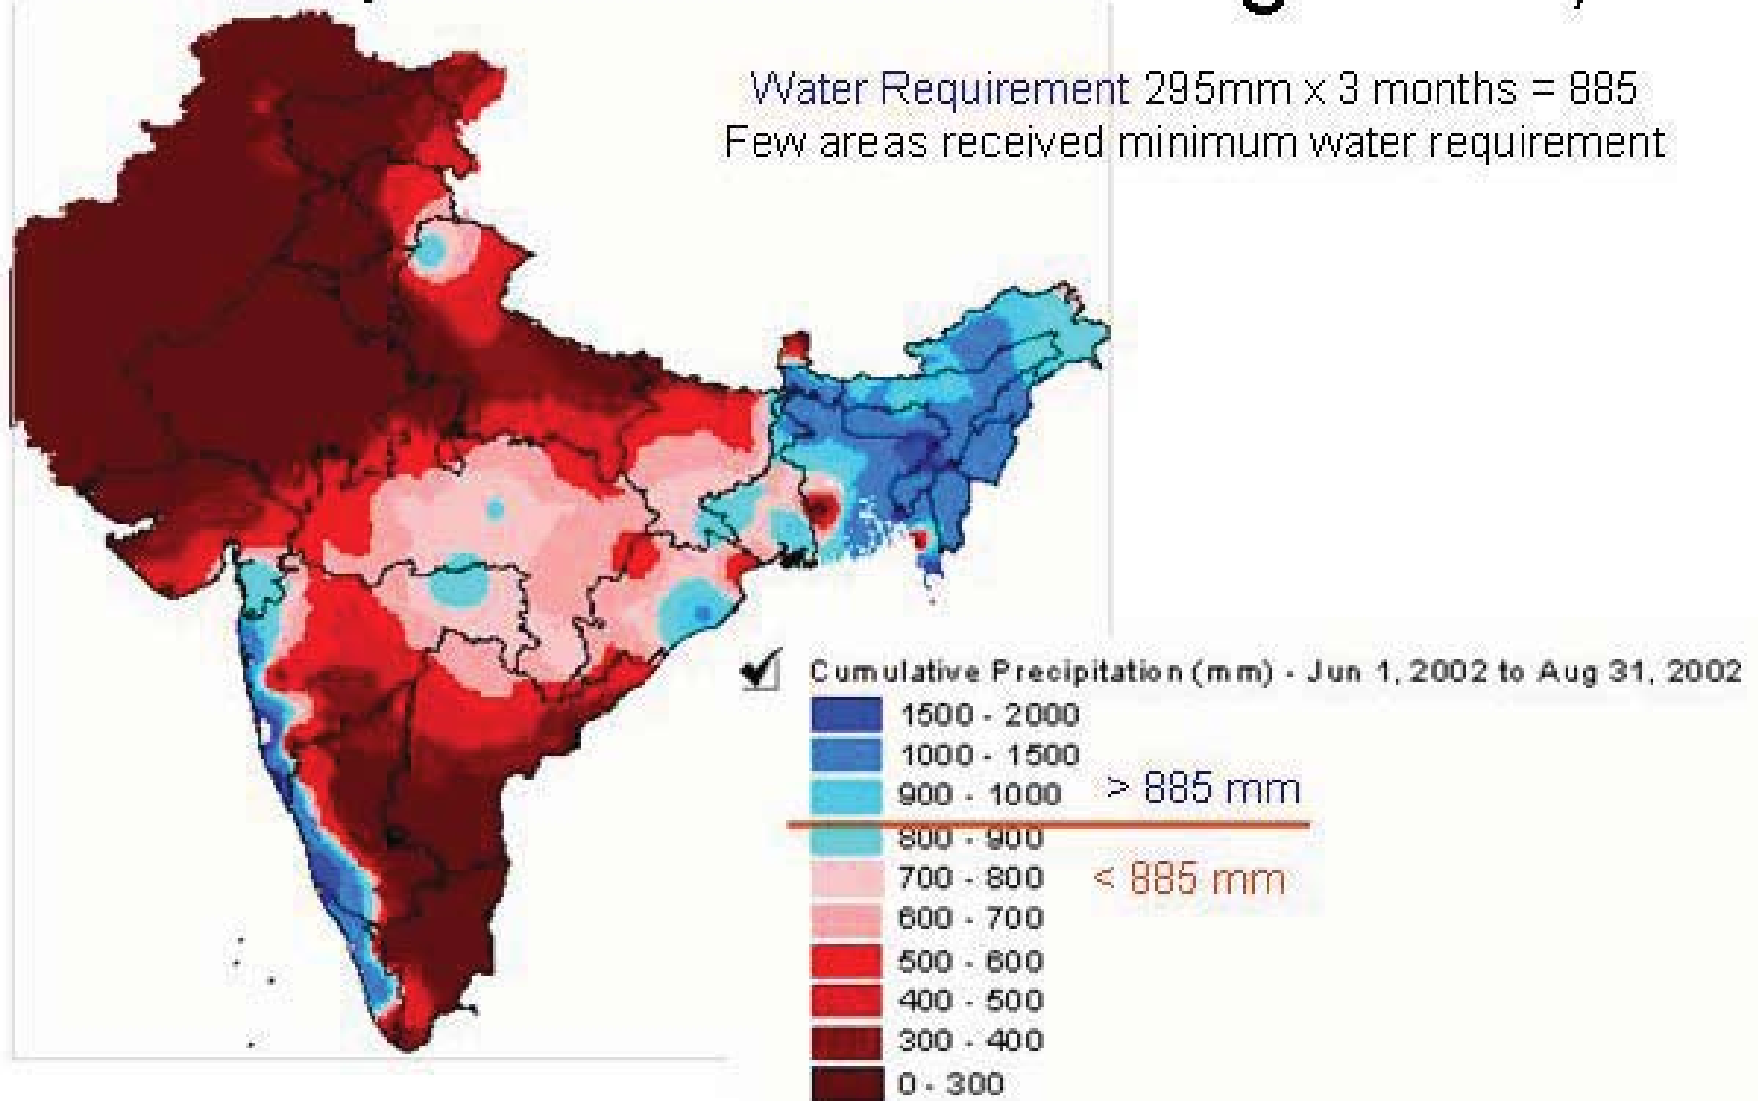 Water Requirement 295mm x 3 months = 885
Few areas received minimum water requirement
Cumulative Precipitation (mm) - Jun 1, 2002 to Aug 31, 2002
1500 - 2000
1000 - 1500
900 - 1000
> 885 mm
800 - 900
700 - 800
< 885 mm
600 - 700
500 - 600
400 - 500
300 - 400
0 - 300